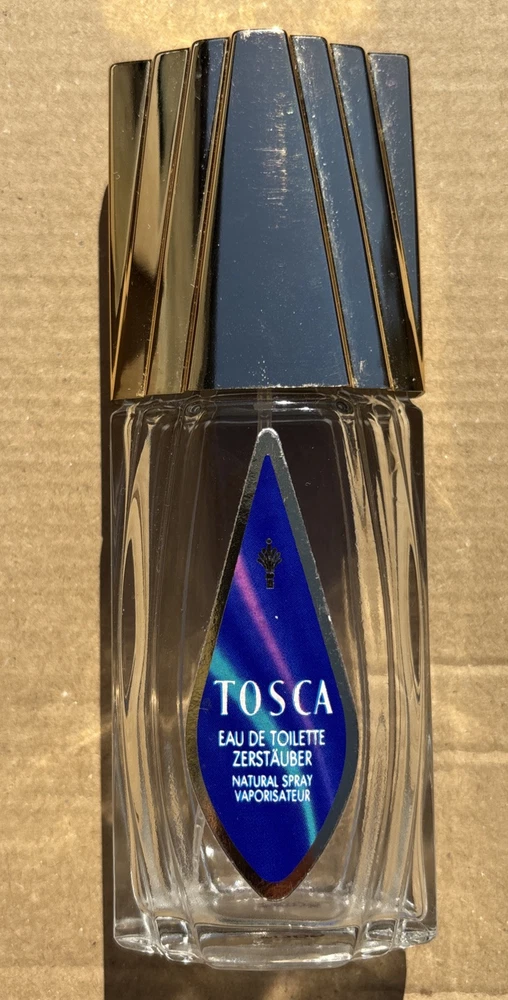 TOSCA
EAU DE TOILETTE
ZERSTÄUBER
NATURAL SPRAY
VAPORISATEUR